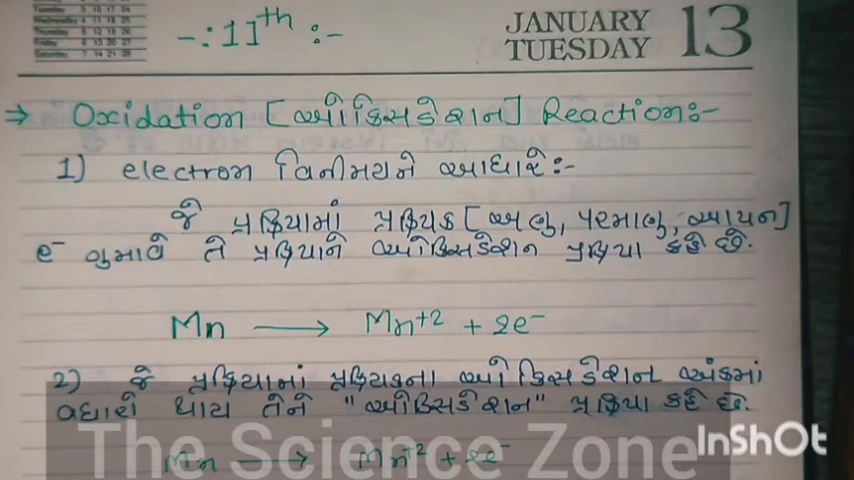 -: 11th :-
JANUARY 13
TUESDAY
⇒ Oxidation [ઓક્સિડેશન] Reaction:-
1) electron વિનીમયને આધારે:-
જે પ્રક્રિયામાં પ્રક્રિયક [અણુ, પરમાણુ, આયન]
e⁻ ગુમાવે તે પ્રક્રિયાને ઓક્સિડેશન પ્રક્રિયા કહે છે.
Mn ⟶ Mn⁺² + 2e⁻
2) જે પ્રક્રિયાનાં પ્રક્રિયકના ઓક્સિડેશન અંકમાં
વધારો થાય તેને "ઓક્સિડેશન" પ્રક્રિયા કહે છે.
Mn ⟶ Mn⁺² + 2e⁻
The Science Zone
InShOt